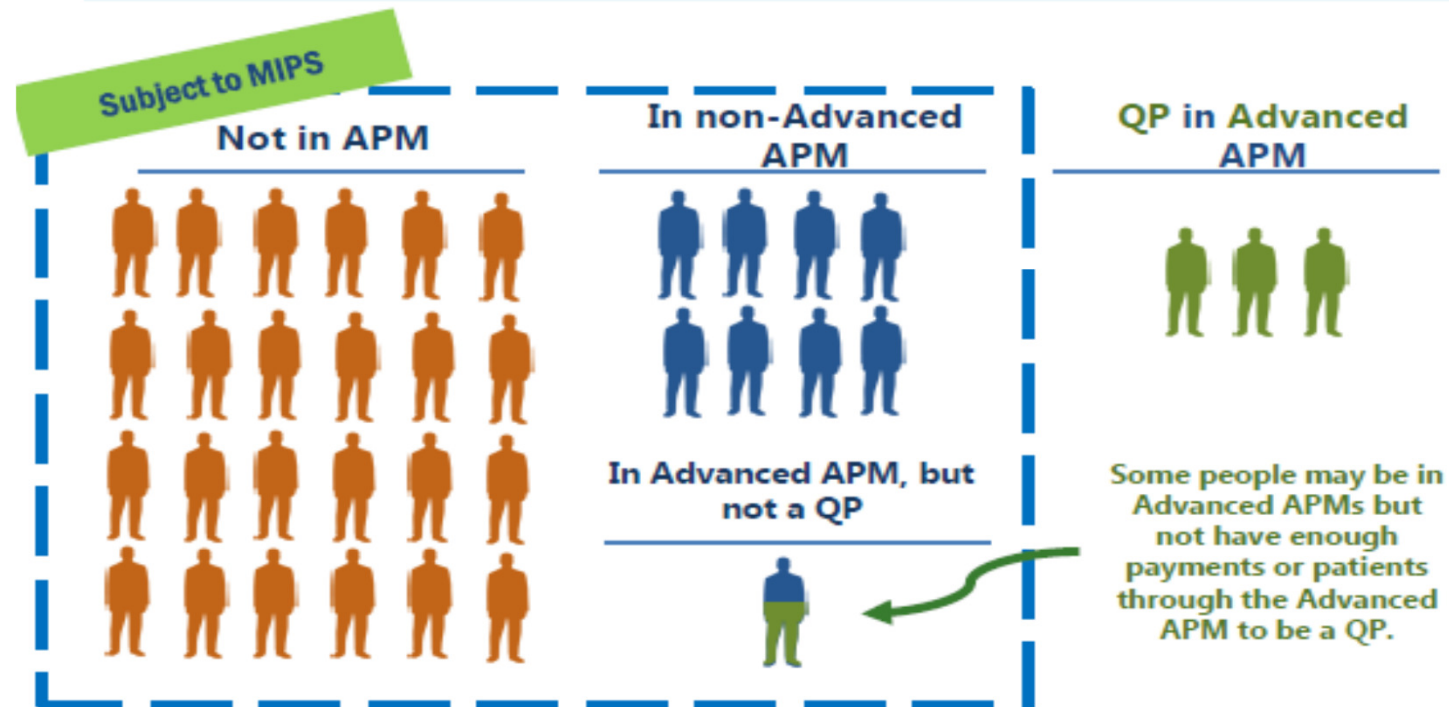 Subject to MIPS
Not in APM
In non-Advanced
APM
QP in Advanced
APM
In Advanced APM, but
not a QP
Some people may be in
Advanced APMs but
not have enough
payments or patients
through the Advanced
APM to be a QP.